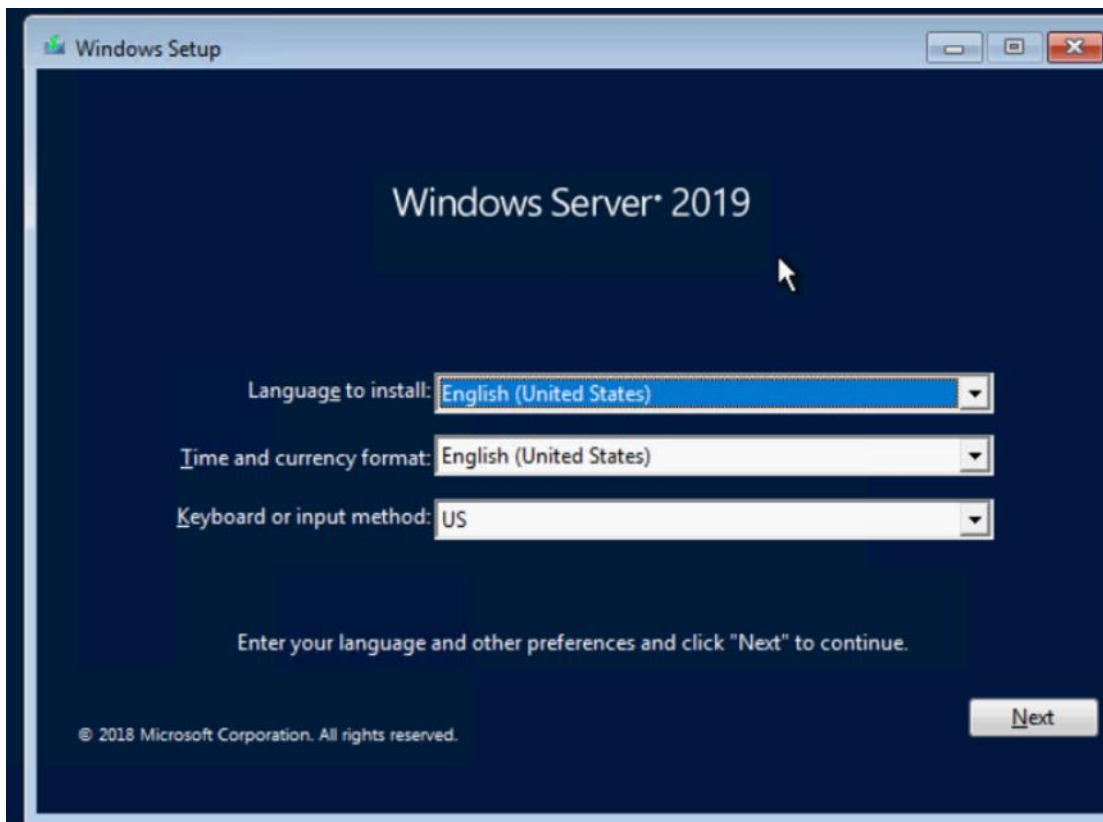 Windows Setup
Windows Server® 2019
Language to install: English (United States)
Time and currency format: English (United States)
Keyboard or input method: US
Enter your language and other preferences and click "Next" to continue.
Next
© 2018 Microsoft Corporation. All rights reserved.